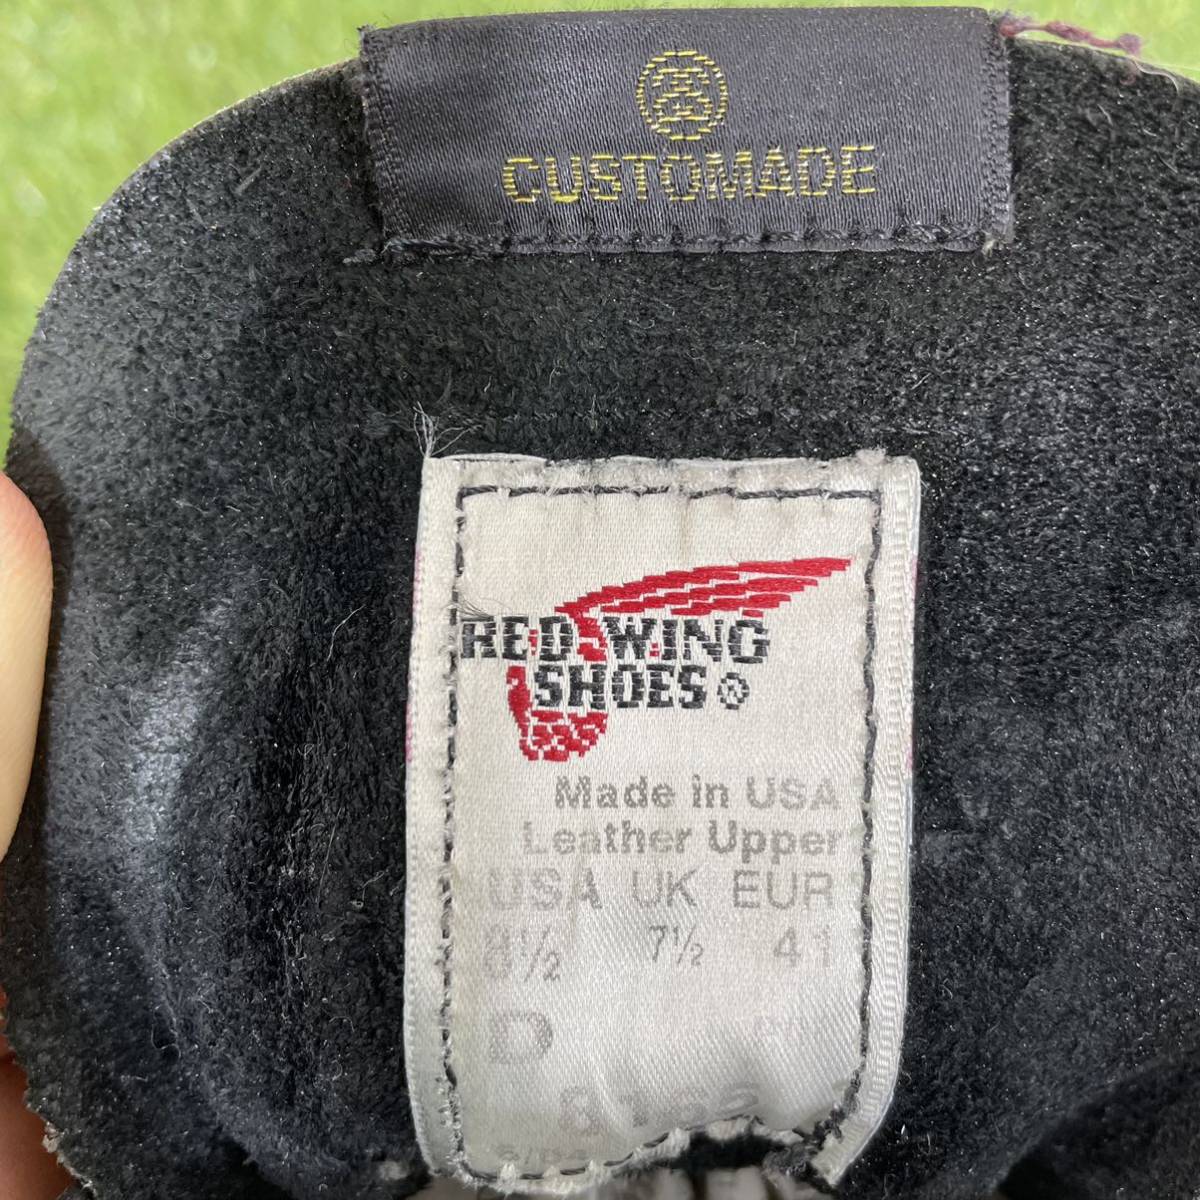 CUSTOMADE
RED WING
SHOES ®
Made in USA
Leather Upper
USA UK EUR
8½ 7½ 41
D